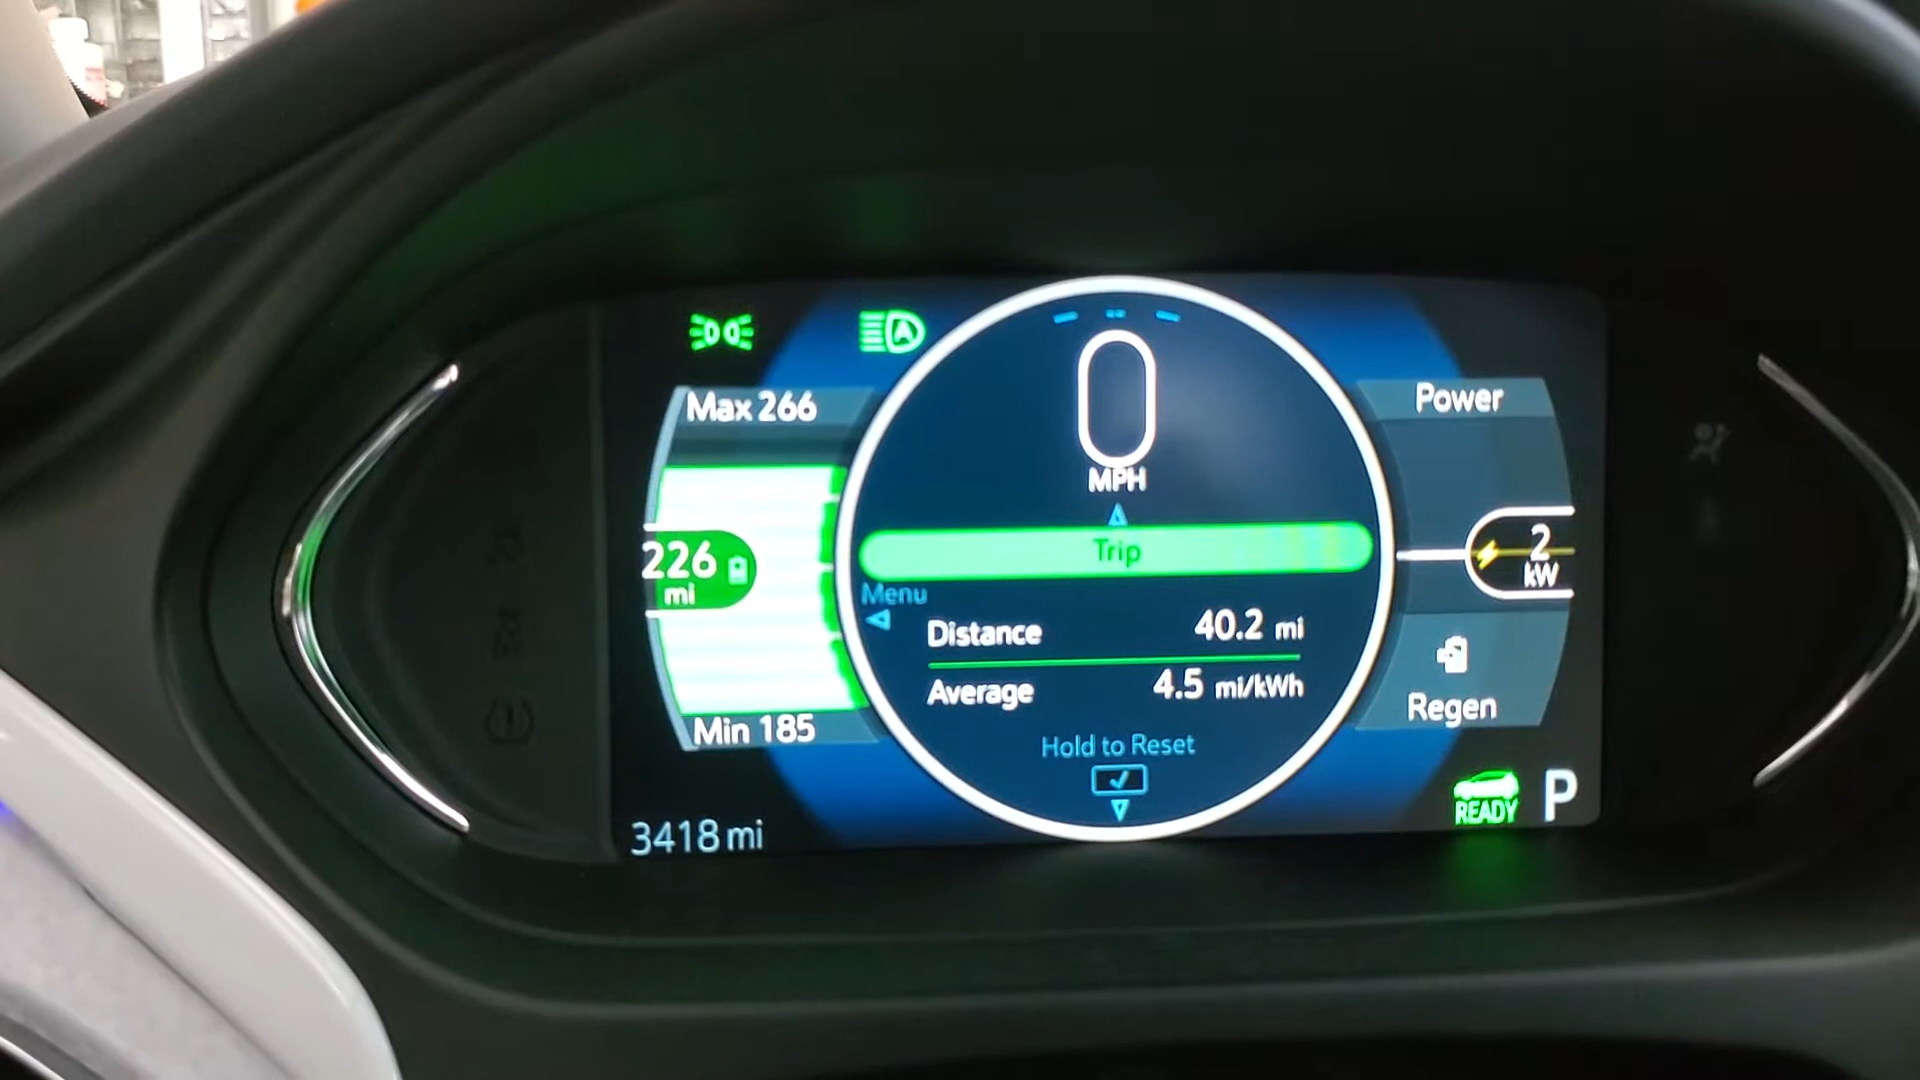 Max 266
226
mi
Min 185
3418 mi
0
MPH
Trip
Menu
Distance 40.2 mi
Average 4.5 mi/kWh
Hold to Reset
Power
2
kW
Regen
READY P